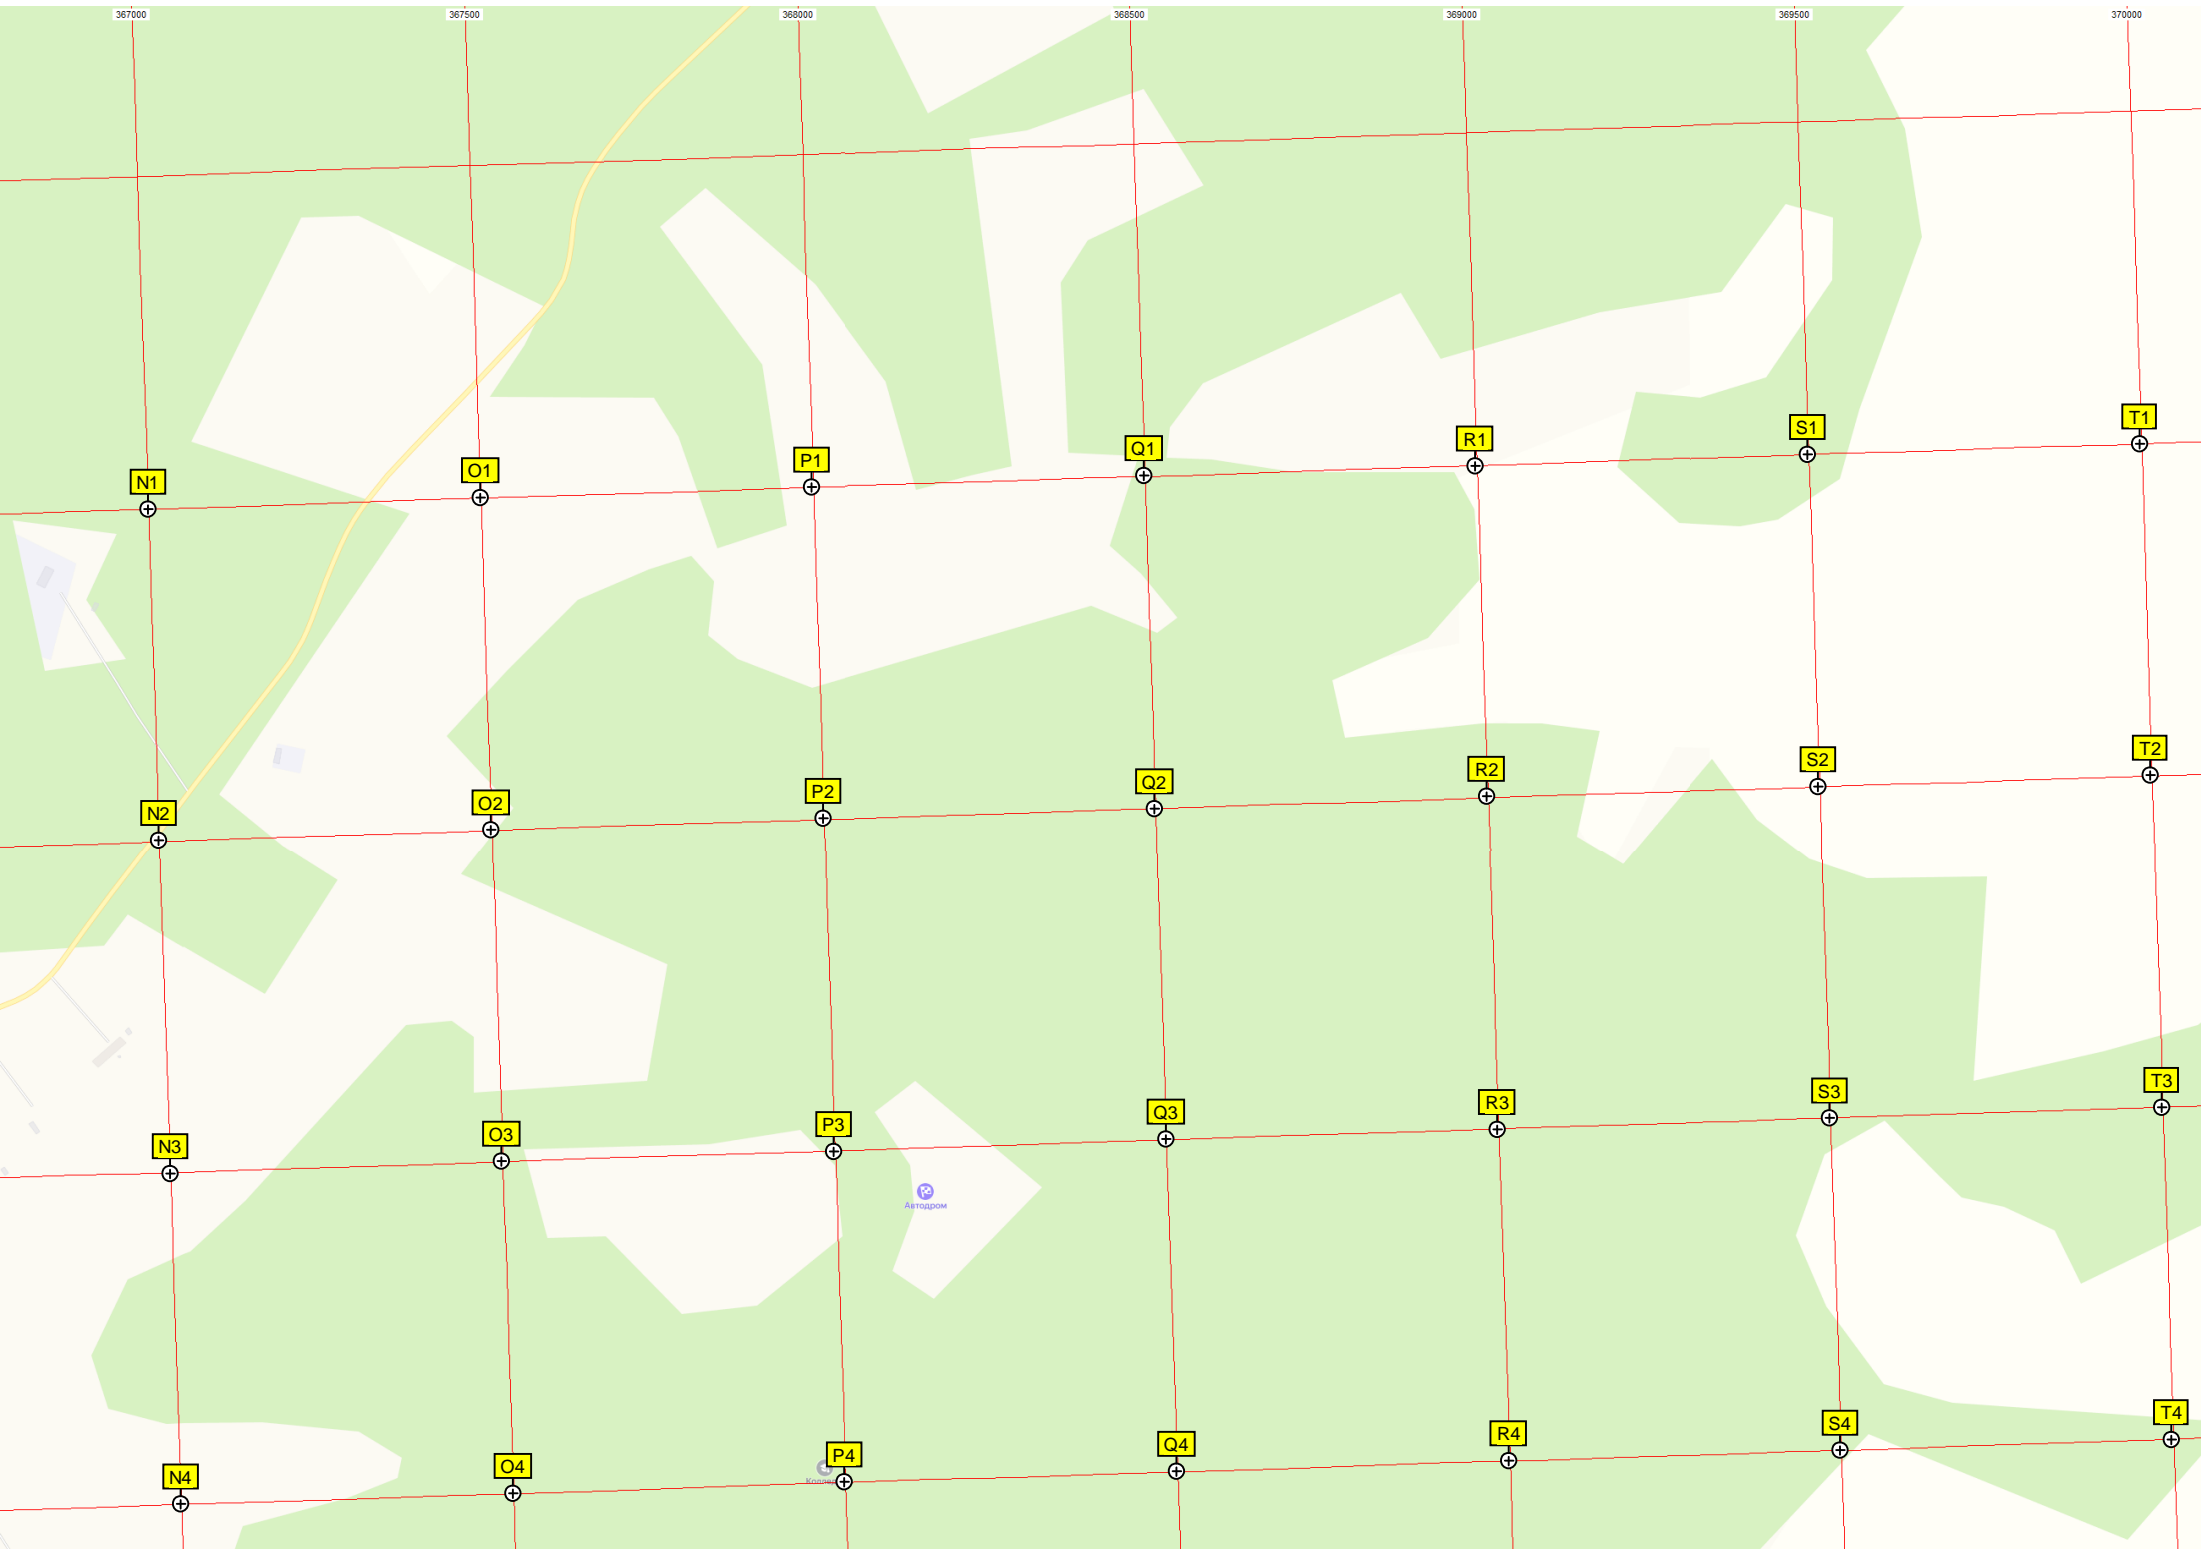 367000 367500 368000 368500 369000 369500 370000
N1 O1 P1 Q1 R1 S1 T1
N2 O2 P2 Q2 R2 S2 T2
N3 O3 P3 Q3 R3 S3 T3
Автодром
N4 O4 P4 Q4 R4 S4 T4